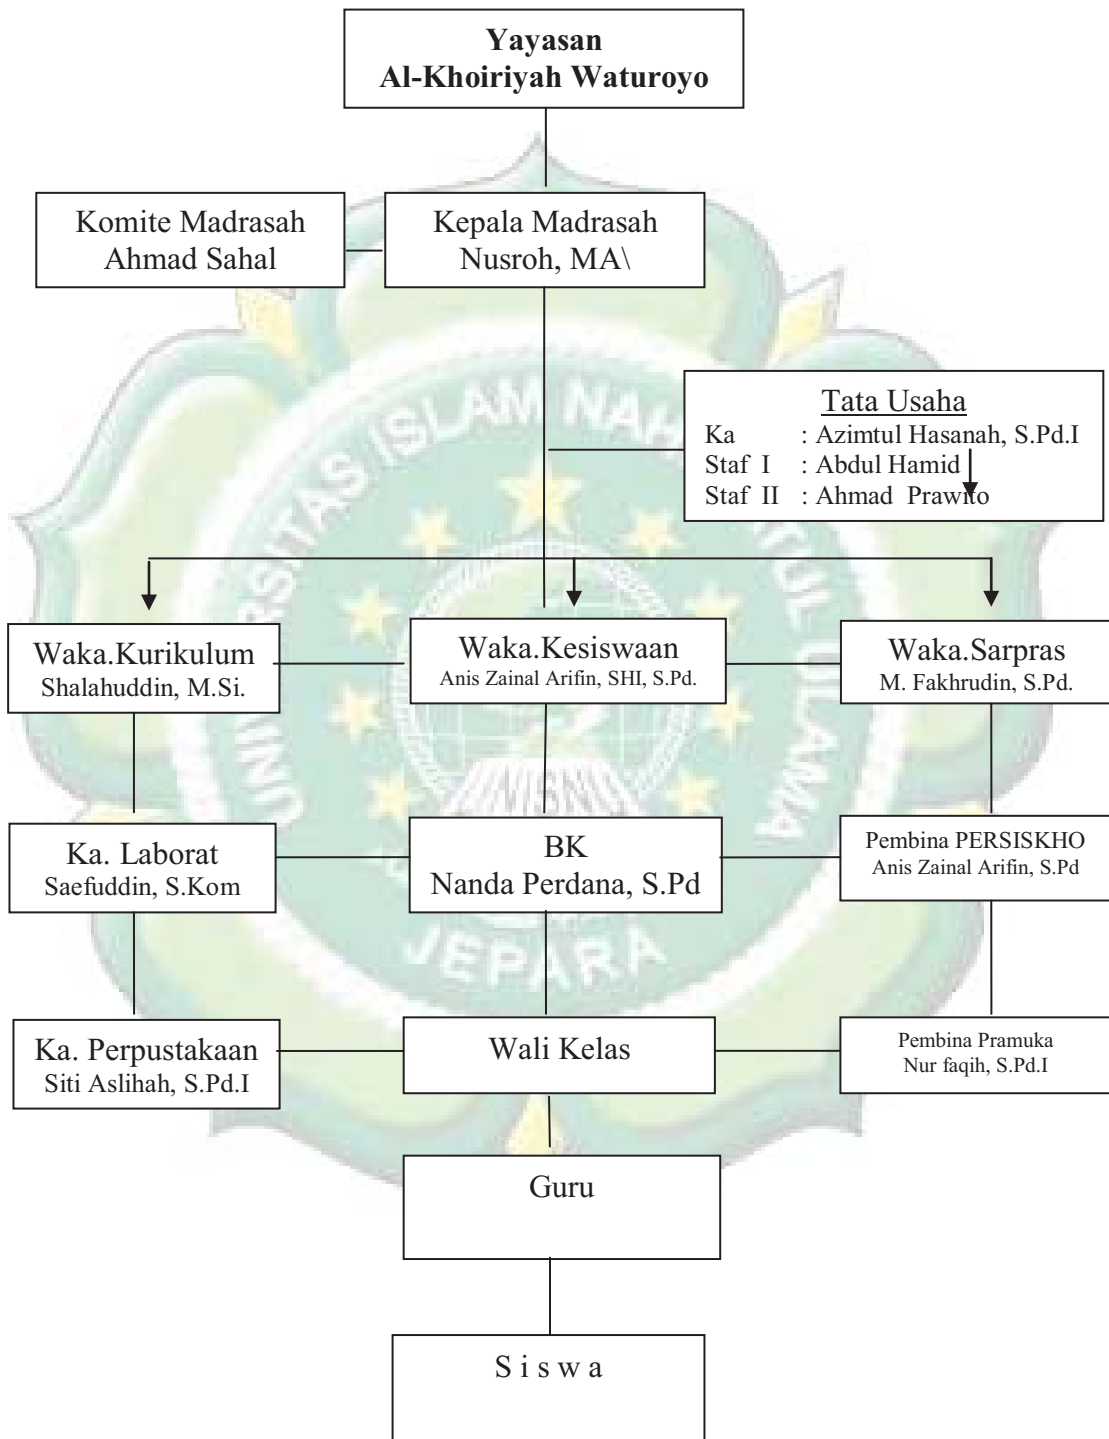 Yayasan
Al-Khoiriyah Waturoyo
Komite Madrasah
Ahmad Sahal
Kepala Madrasah
Nusroh, MA\
Tata Usaha
Ka : Azimtul Hasanah, S.Pd.I
Staf I : Abdul Hamid
Staf II : Ahmad Prawito
Waka.Kurikulum
Shalahuddin, M.Si.
Waka.Kesiswaan
Anis Zainal Arifin, SHI, S.Pd.
Waka.Sarpras
M. Fakhrudin, S.Pd.
Ka. Laborat
Saefuddin, S.Kom
BK
Nanda Perdana, S.Pd
Pembina PERSISKHO
Anis Zainal Arifin, S.Pd
Ka. Perpustakaan
Siti Aslihah, S.Pd.I
Wali Kelas
Pembina Pramuka
Nur faqih, S.Pd.I
Guru
S i s w a
UNISNU
JEPARA